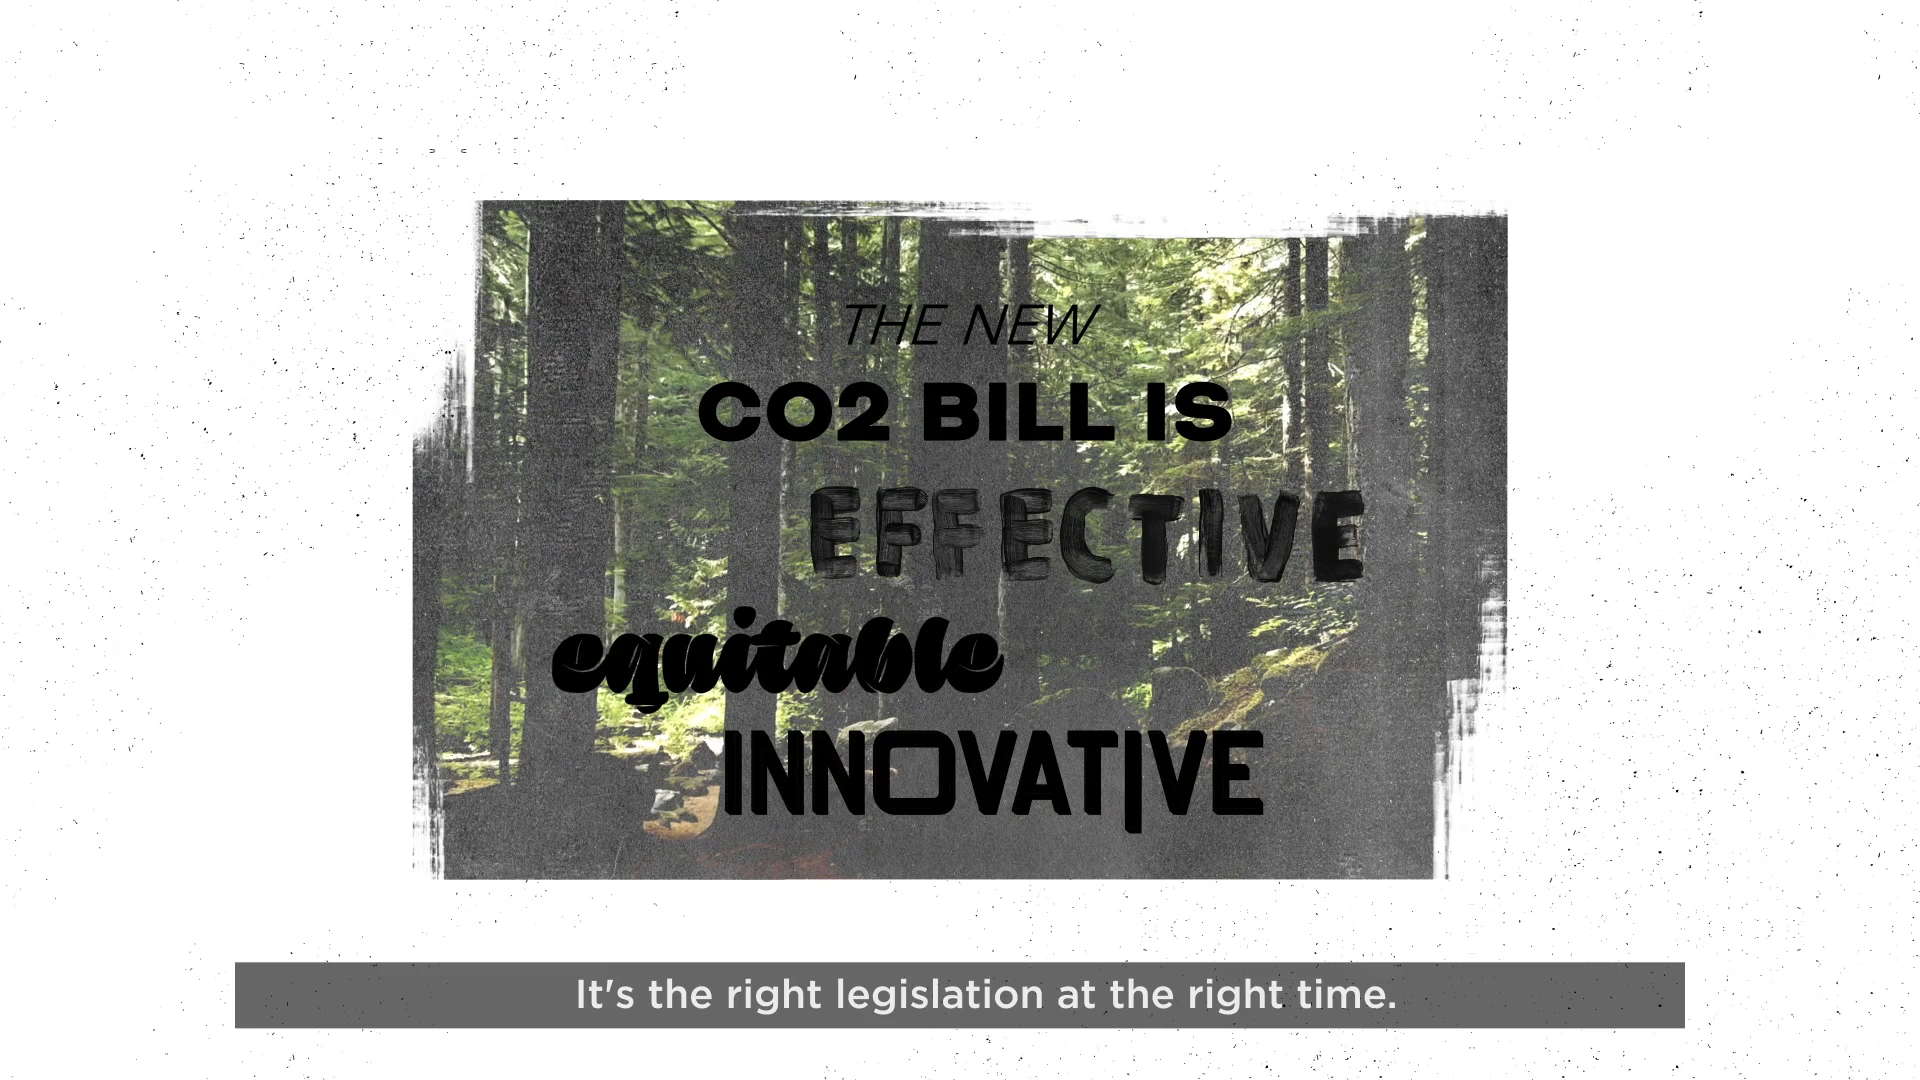 THE NEW
CO2 BILL IS
EFFECTIVE
equitable
INNOVATIVE
It's the right legislation at the right time.